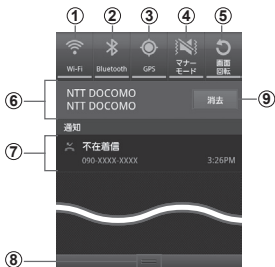 ① ② ③ ④ ⑤
Wi-Fi Bluetooth GPS マナーモード 画面回転
⑥ NTT DOCOMO
NTT DOCOMO 消去 ⑨
通知
⑦ 不在着信
090-XXXX-XXXX 3:26PM
⑧